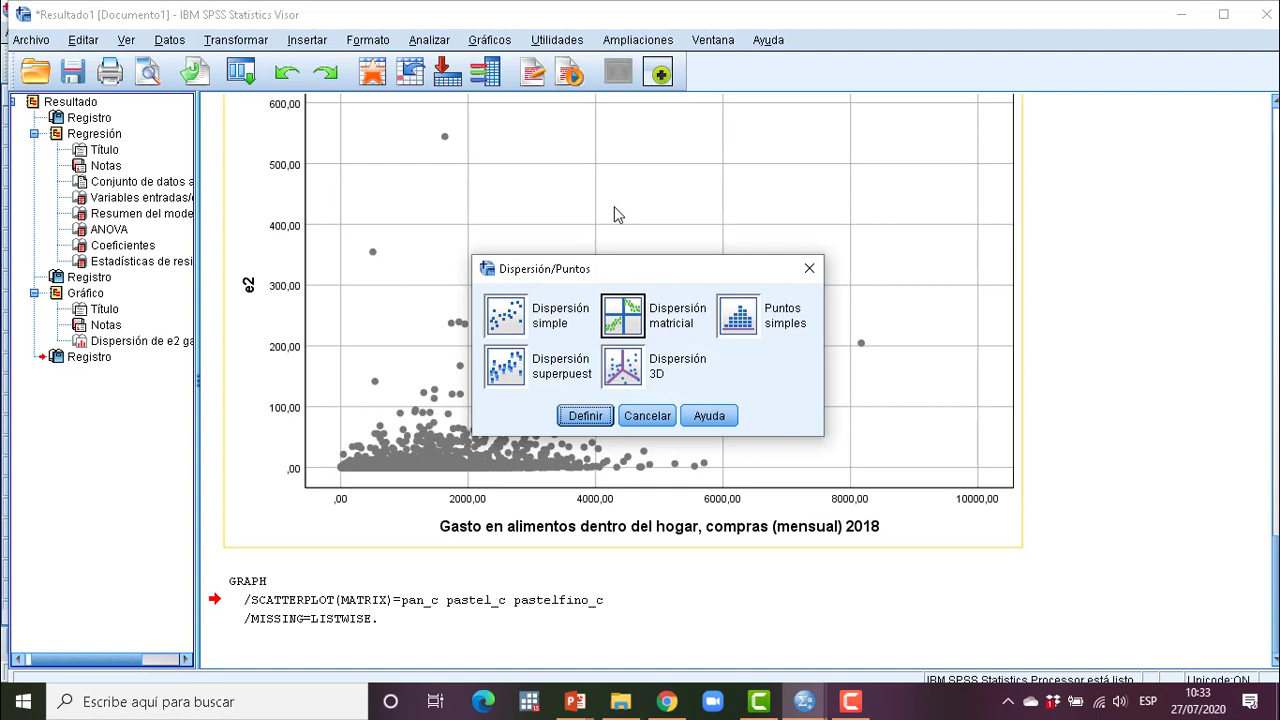 *Resultado1 [Documento1] - IBM SPSS Statistics Visor
Archivo Editar Ver Datos Transformar Insertar Formato Analizar Gráficos Utilidades Ampliaciones Ventana Ayuda
Resultado
Registro
Regresión
Título
Notas
Conjunto de datos a
Variables entradas/e
Resumen del mode
ANOVA
Coeficientes
Estadísticas de resi
Registro
Gráfico
Título
Notas
Dispersión de e2 ga
Registro
600,00
500,00
400,00
300,00
200,00
100,00
,00
e2
,00 2000,00 4000,00 6000,00 8000,00 10000,00
Gasto en alimentos dentro del hogar, compras (mensual) 2018
Dispersión/Puntos
Dispersión simple
Dispersión matricial
Puntos simples
Dispersión superpuest
Dispersión 3D
Definir Cancelar Ayuda
GRAPH
/SCATTERPLOT(MATRIX)=pan_c pastel_c pastelfino_c
/MISSING=LISTWISE.
IBM SPSS Statistics Processor está listo Unicode:ON
Escribe aquí para buscar
ESP
10:33
27/07/2020